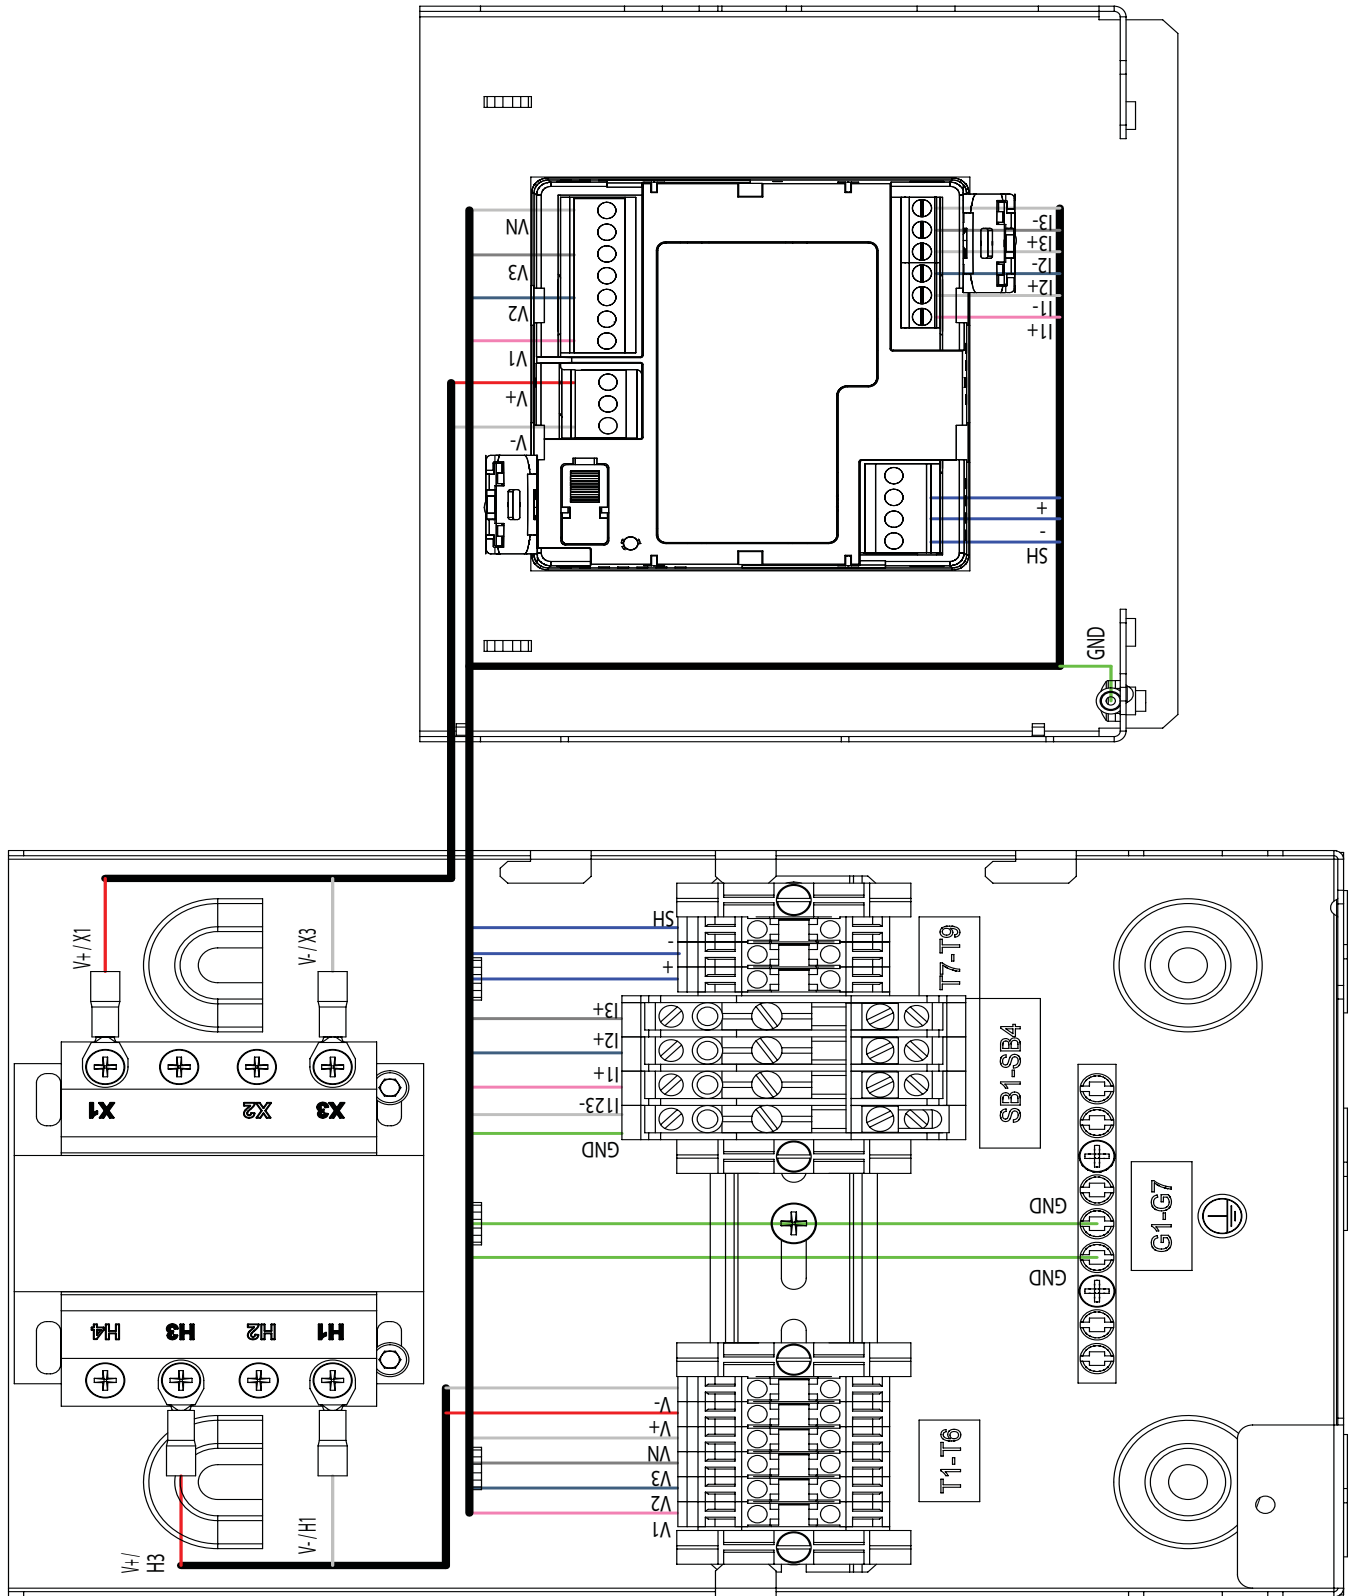 VN
V3
V2
V1
V+
V-
I3-
I3+
I2-
I2+
I1-
I1+
+
-
SH
GND
V+/X1
V-/X3
X1
X2
X3
SH
-
+
I3+
I2+
I1+
I123-
GND
T7-T9
SB1-SB4
GND
GND
G1-G7
H4
H3
H2
H1
V+/
H3
V-/H1
V-
V+
VN
V3
V2
V1
T1-T6